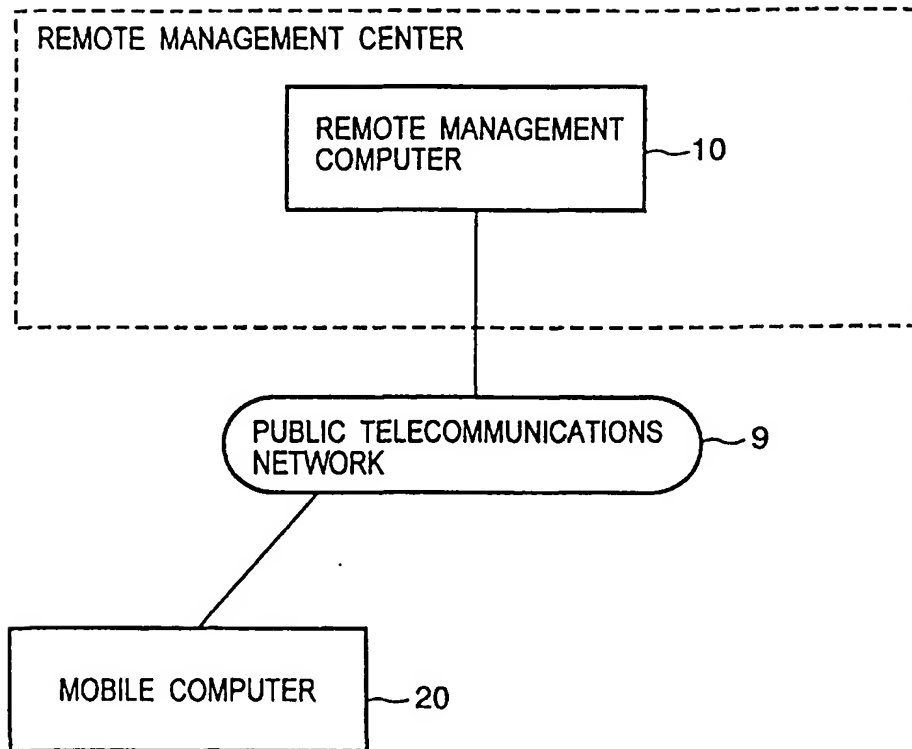 REMOTE MANAGEMENT CENTER
REMOTE MANAGEMENT
COMPUTER
10
PUBLIC TELECOMMUNICATIONS
NETWORK
9
MOBILE COMPUTER
20